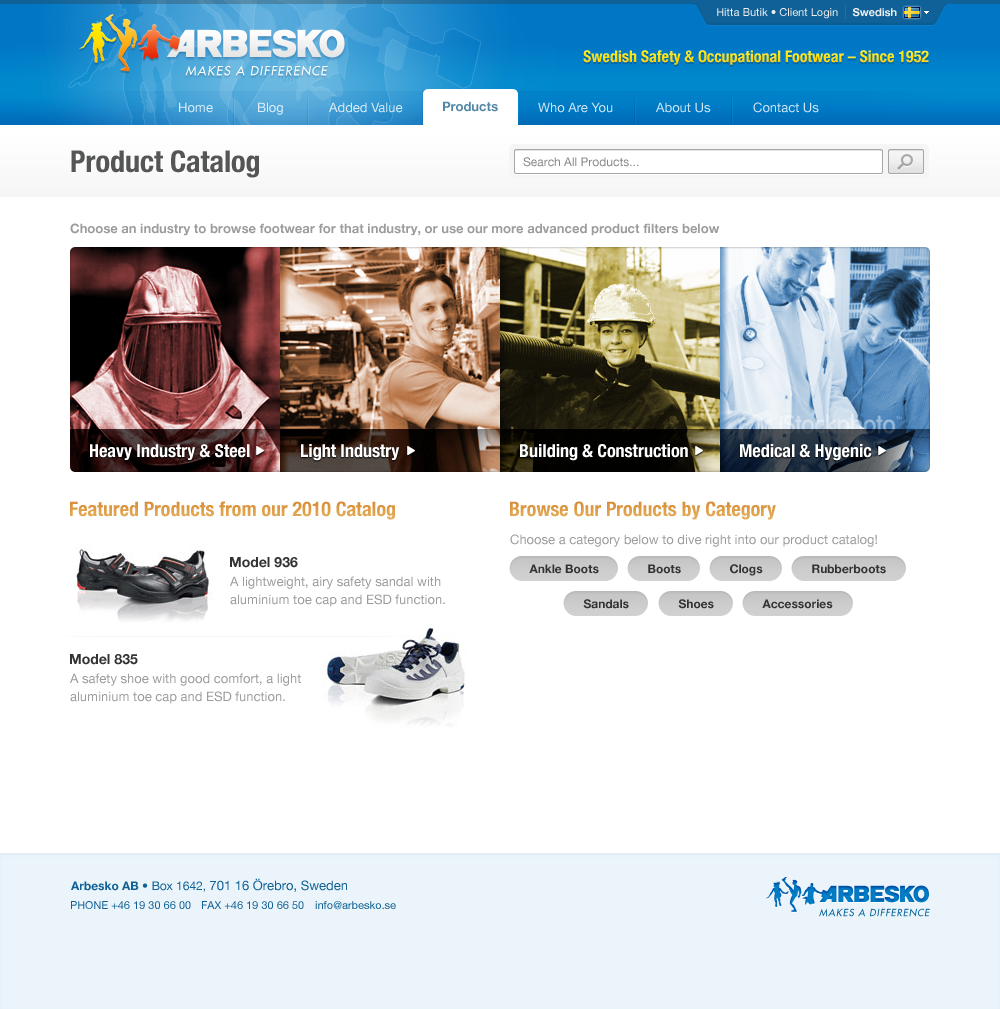 Hitta Butik • Client Login Swedish
ARBESKO
MAKES A DIFFERENCE
Swedish Safety & Occupational Footwear – Since 1952
Home Blog Added Value Products Who Are You About Us Contact Us
Product Catalog
Search All Products...
Choose an industry to browse footwear for that industry, or use our more advanced product filters below
iStockphoto™
Heavy Industry & Steel Light Industry Building & Construction Medical & Hygenic
Featured Products from our 2010 Catalog
Model 936
A lightweight, airy safety sandal with
aluminium toe cap and ESD function.
Model 835
A safety shoe with good comfort, a light
aluminium toe cap and ESD function.
Browse Our Products by Category
Choose a category below to dive right into our product catalog!
Ankle Boots Boots Clogs Rubberboots
Sandals Shoes Accessories
Arbesko AB • Box 1642, 701 16 Örebro, Sweden
PHONE +46 19 30 66 00 FAX +46 19 30 66 50 info@arbesko.se
ARBESKO
MAKES A DIFFERENCE